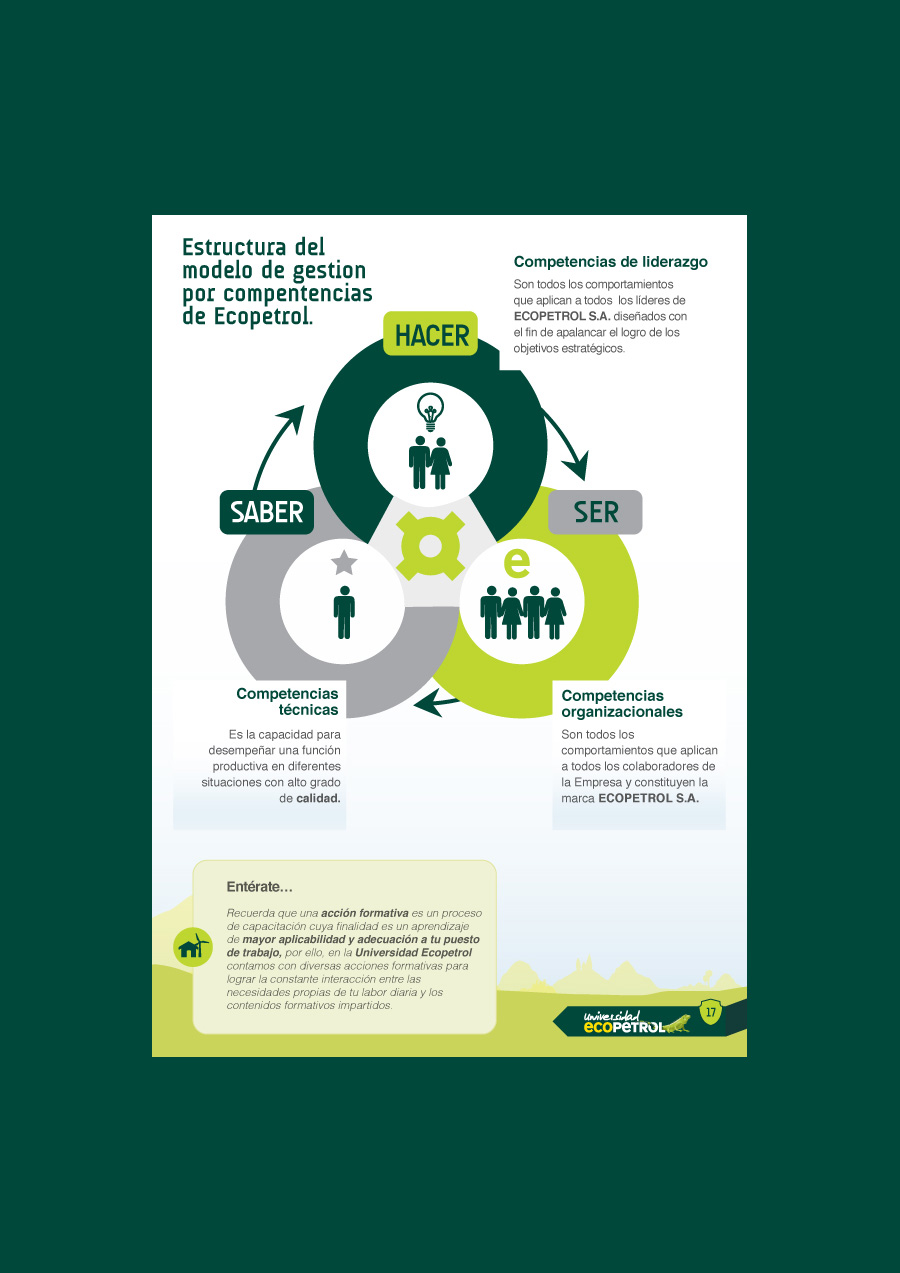 Estructura del
modelo de gestion
por compentencias
de Ecopetrol.
Competencias de liderazgo
Son todos los comportamientos
que aplican a todos los líderes de
ECOPETROL S.A. diseñados con
el fin de apalancar el logro de los
objetivos estratégicos.
HACER
SABER
SER
e
Competencias
técnicas
Es la capacidad para
desempeñar una función
productiva en diferentes
situaciones con alto grado
de calidad.
Competencias
organizacionales
Son todos los
comportamientos que aplican
a todos los colaboradores de
la Empresa y constituyen la
marca ECOPETROL S.A.
Entérate...
Recuerda que una acción formativa es un proceso
de capacitación cuya finalidad es un aprendizaje
de mayor aplicabilidad y adecuación a tu puesto
de trabajo, por ello, en la Universidad Ecopetrol
contamos con diversas acciones formativas para
lograr la constante interacción entre las
necesidades propias de tu labor diaria y los
contenidos formativos impartidos.
universidad
ECOPETROL
17